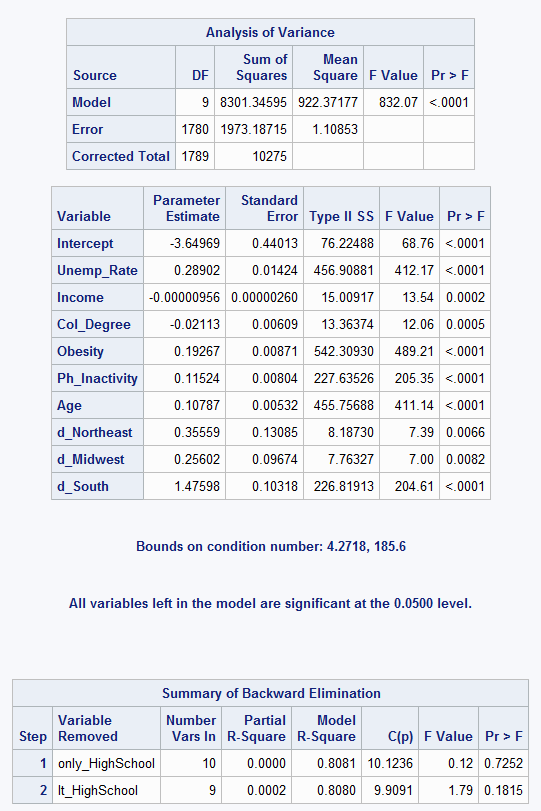 Analysis of Variance
Source DF Sum of Squares Mean Square F Value Pr > F
Model 9 8301.34595 922.37177 832.07 <.0001
Error 1780 1973.18715 1.10853
Corrected Total 1789 10275
Variable Parameter Estimate Standard Error Type II SS F Value Pr > F
Intercept -3.64969 0.44013 76.22488 68.76 <.0001
Unemp_Rate 0.28902 0.01424 456.90881 412.17 <.0001
Income -0.00000956 0.00000260 15.00917 13.54 0.0002
Col_Degree -0.02113 0.00609 13.36374 12.06 0.0005
Obesity 0.19267 0.00871 542.30930 489.21 <.0001
Ph_Inactivity 0.11524 0.00804 227.63526 205.35 <.0001
Age 0.10787 0.00532 455.75688 411.14 <.0001
d_Northeast 0.35559 0.13085 8.18730 7.39 0.0066
d_Midwest 0.25602 0.09674 7.76327 7.00 0.0082
d_South 1.47598 0.10318 226.81913 204.61 <.0001
Bounds on condition number: 4.2718, 185.6
All variables left in the model are significant at the 0.0500 level.
Summary of Backward Elimination
Step Variable Removed Number Vars In Partial R-Square Model R-Square C(p) F Value Pr > F
1 only_HighSchool 10 0.0000 0.8081 10.1236 0.12 0.7252
2 lt_HighSchool 9 0.0002 0.8080 9.9091 1.79 0.1815